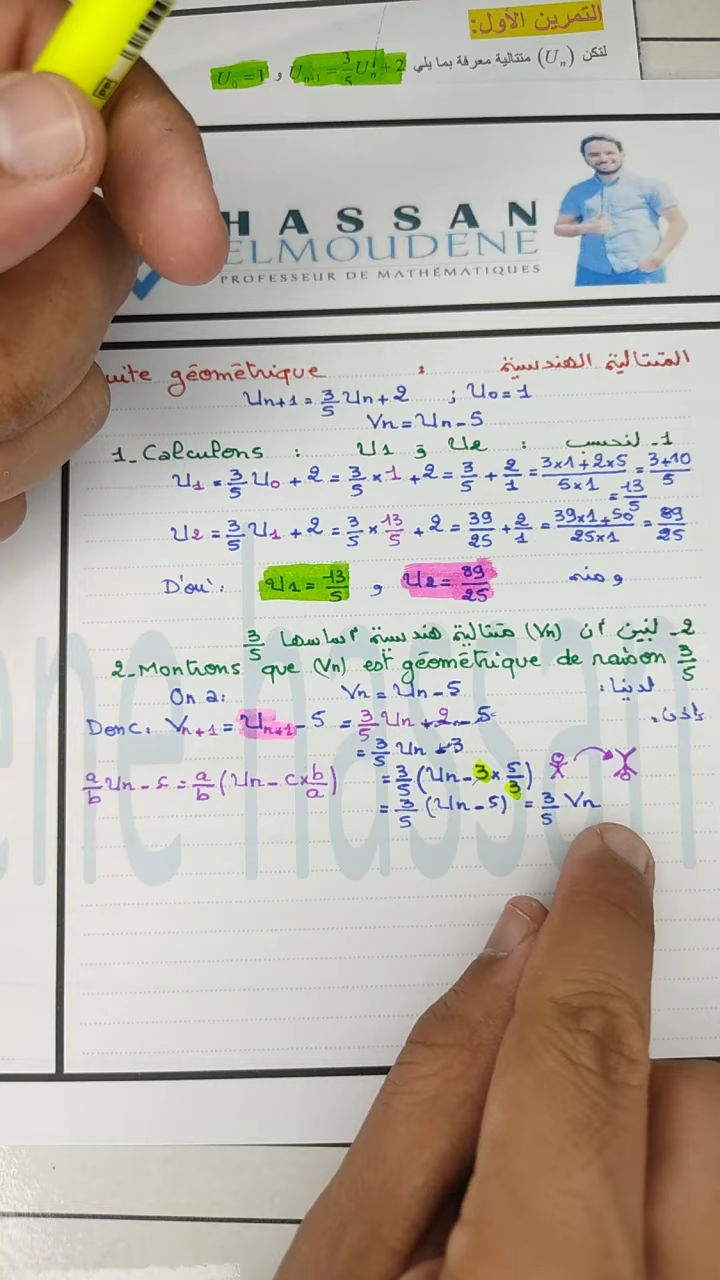 التمرين الأول:
لتكن (Uₙ) متتالية معرفة بما يلي Uₙ₊₁ = 3/5 Uₙ + 2 و U₀ = 1
HASSAN
ELMOUDENE
PROFESSEUR DE MATHÉMATIQUES
uite géométrique : المتتالية الهندسية
Un+1 = 3/5 Un + 2 ; U0 = 1
Vn = Un - 5
1_ Calculons : U1 و U2 : 1- لنحسب
U1 = 3/5 U0 + 2 = 3/5 × 1 + 2 = 3/5 + 2/1 = (3×1+2×5)/(5×1) = (3+10)/5
= 13/5
U2 = 3/5 U1 + 2 = 3/5 × 13/5 + 2 = 39/25 + 2/1 = (39×1+50)/(25×1) = 89/25
D'où: U1 = 13/5 و U2 = 89/25 ومنه
2- لنبين أن (Vn) متتالية هندسية أساسها 3/5
2_Montrons que (Vn) est géométrique de raison 3/5
On a: Vn = Un - 5 لدينا:
Donc: Vn+1 = Un+1 - 5 = 3/5 Un + 2 - 5 إذن:
= 3/5 Un - 3
a/b Un - c = a/b (Un - c × b/a) = 3/5 (Un - 3 × 5/3)
= 3/5 (Un - 5) = 3/5 Vn
ene hassan